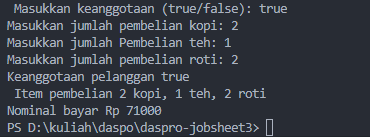 Masukkan keanggotaan (true/false): true
Masukkan jumlah pembelian kopi: 2
Masukkan jumlah Pembelian teh: 1
Masukkan jumlah pembelian roti: 2
Keanggotaan pelanggan true
Item pembelian 2 kopi, 1 teh, 2 roti
Nominal bayar Rp 71000
PS D:\kuliah\daspo\daspro-jobsheet3>